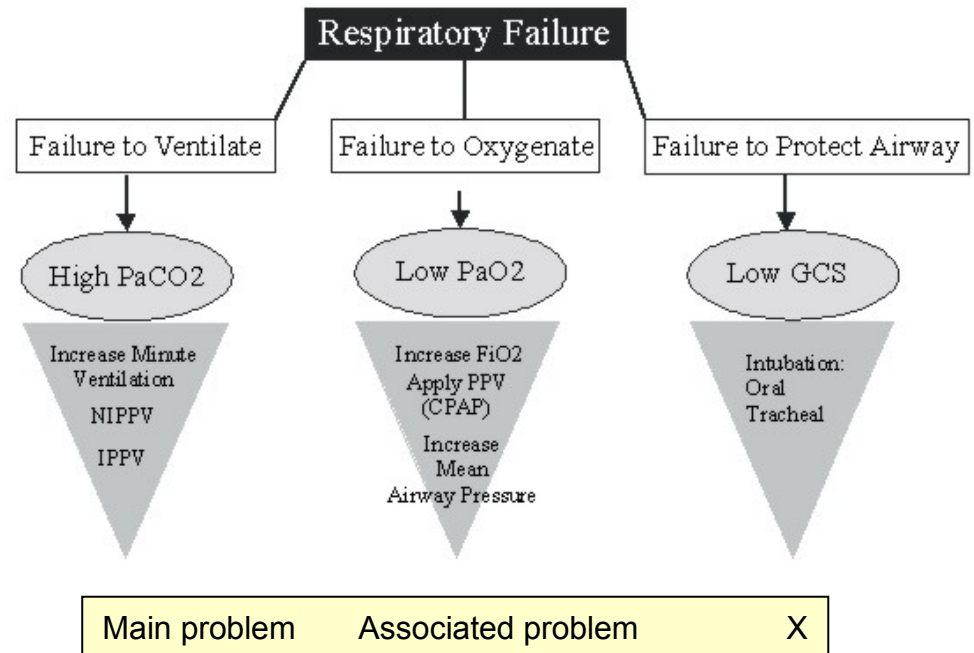 Respiratory Failure
Failure to Ventilate
Failure to Oxygenate
Failure to Protect Airway
High PaCO2
Low PaO2
Low GCS
Increase Minute
Ventilation
NIPPV
IPPV
Increase FiO2
Apply PPV
(CPAP)
Increase
Mean
Airway Pressure
Intubation:
Oral
Tracheal
Main problem Associated problem X